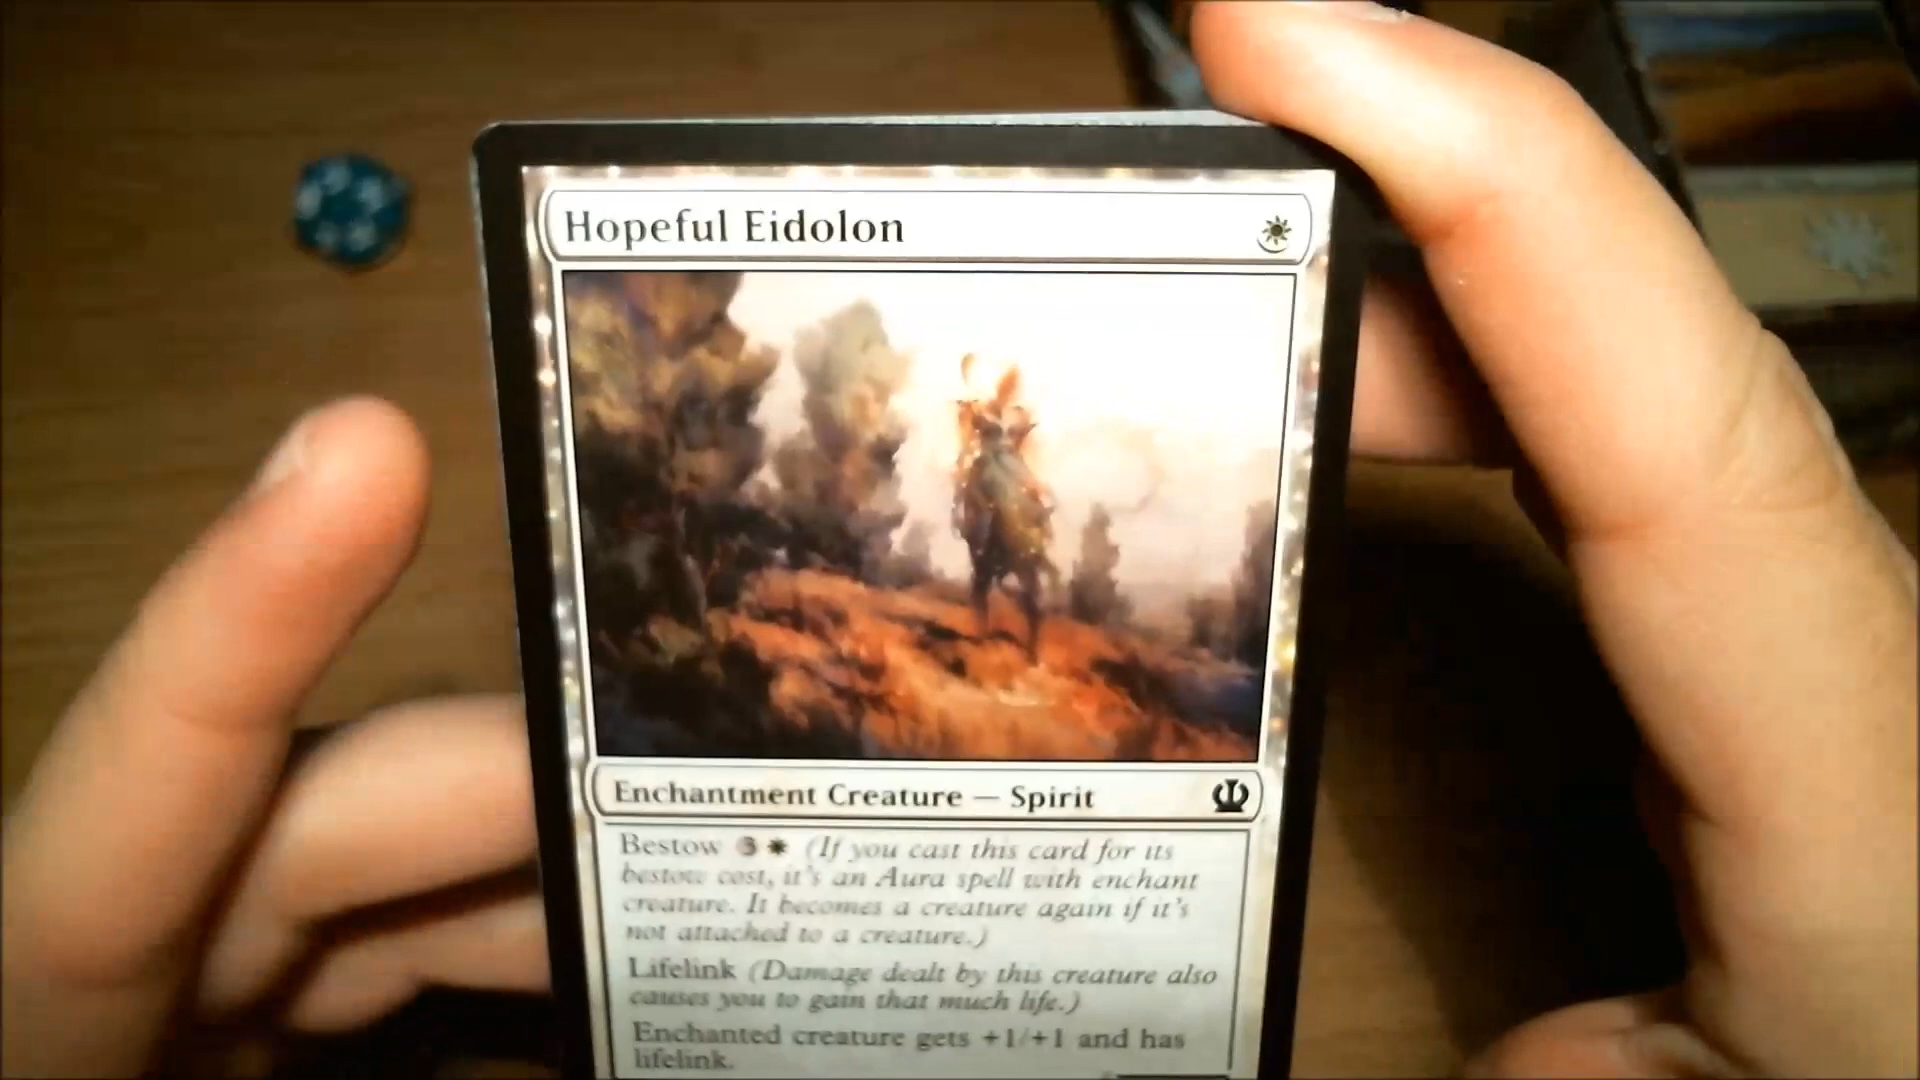 Hopeful Eidolon
Enchantment Creature — Spirit
Bestow 3 (If you cast this card for its
bestow cost, it's an Aura spell with enchant
creature. It becomes a creature again if it's
not attached to a creature.)
Lifelink (Damage dealt by this creature also
causes you to gain that much life.)
Enchanted creature gets +1/+1 and has
lifelink.